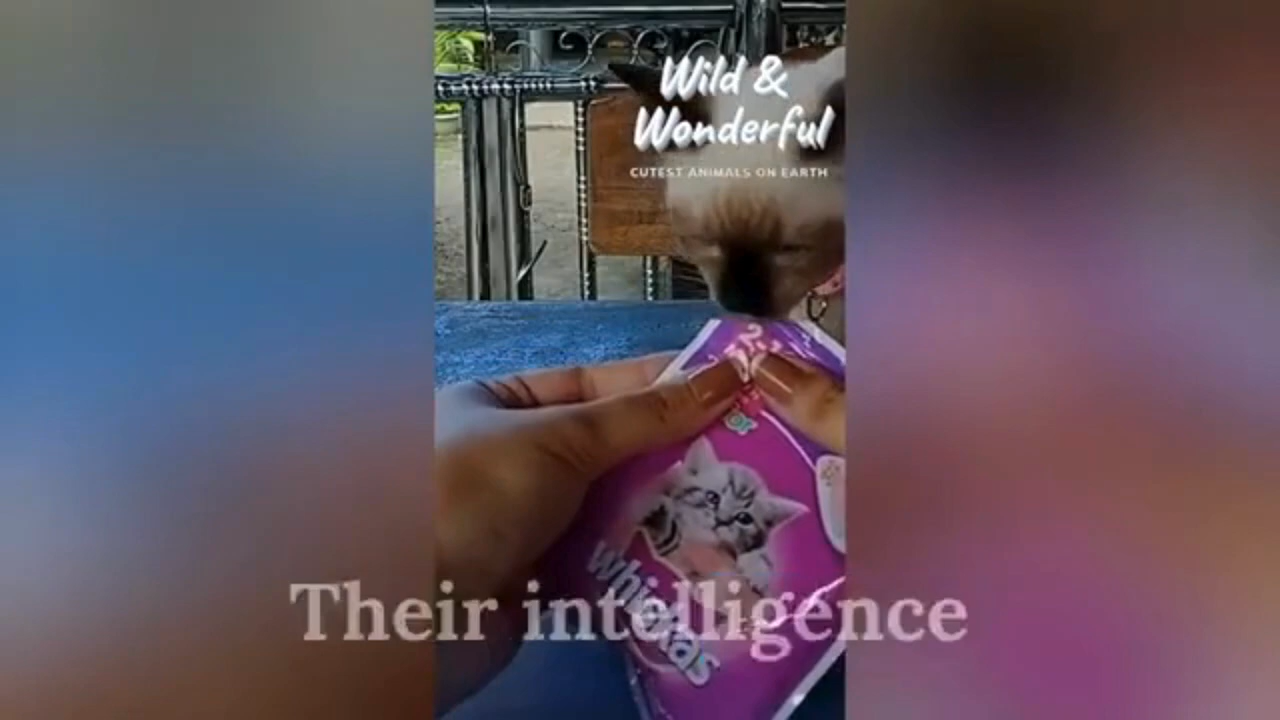 Wild &
Wonderful
CUTEST ANIMALS ON EARTH
Whiskas
Their intelligence